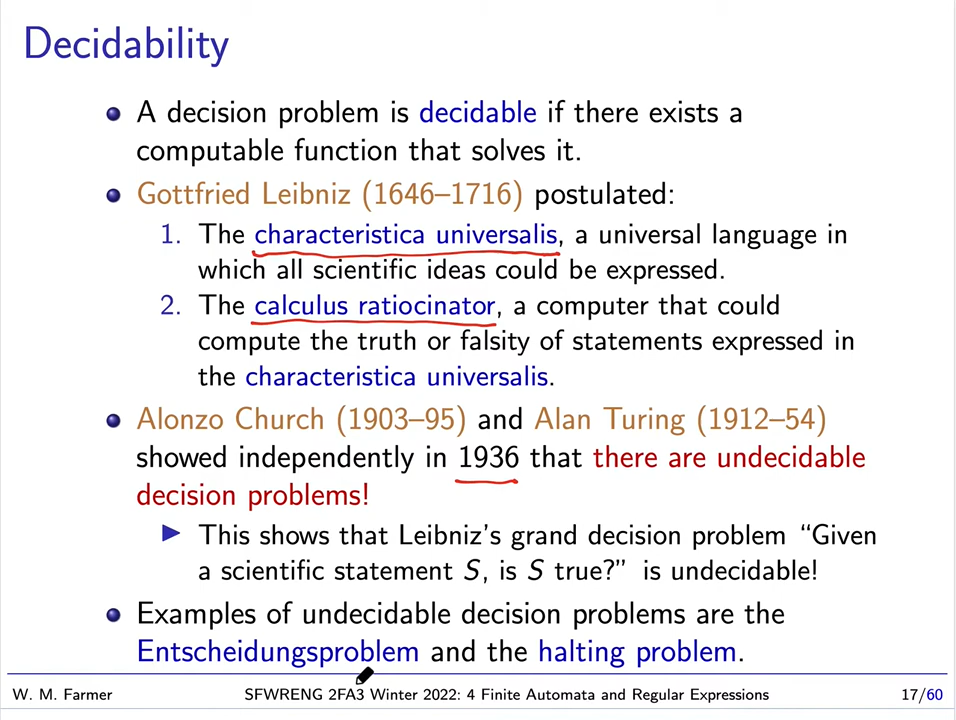 Decidability
A decision problem is decidable if there exists a
computable function that solves it.
Gottfried Leibniz (1646–1716) postulated:
1. The characteristica universalis, a universal language in
which all scientific ideas could be expressed.
2. The calculus ratiocinator, a computer that could
compute the truth or falsity of statements expressed in
the characteristica universalis.
Alonzo Church (1903–95) and Alan Turing (1912–54)
showed independently in 1936 that there are undecidable
decision problems!
This shows that Leibniz's grand decision problem “Given
a scientific statement S, is S true?” is undecidable!
Examples of undecidable decision problems are the
Entscheidungsproblem and the halting problem.
W. M. Farmer SFWRENG 2FA3 Winter 2022: 4 Finite Automata and Regular Expressions 17/60